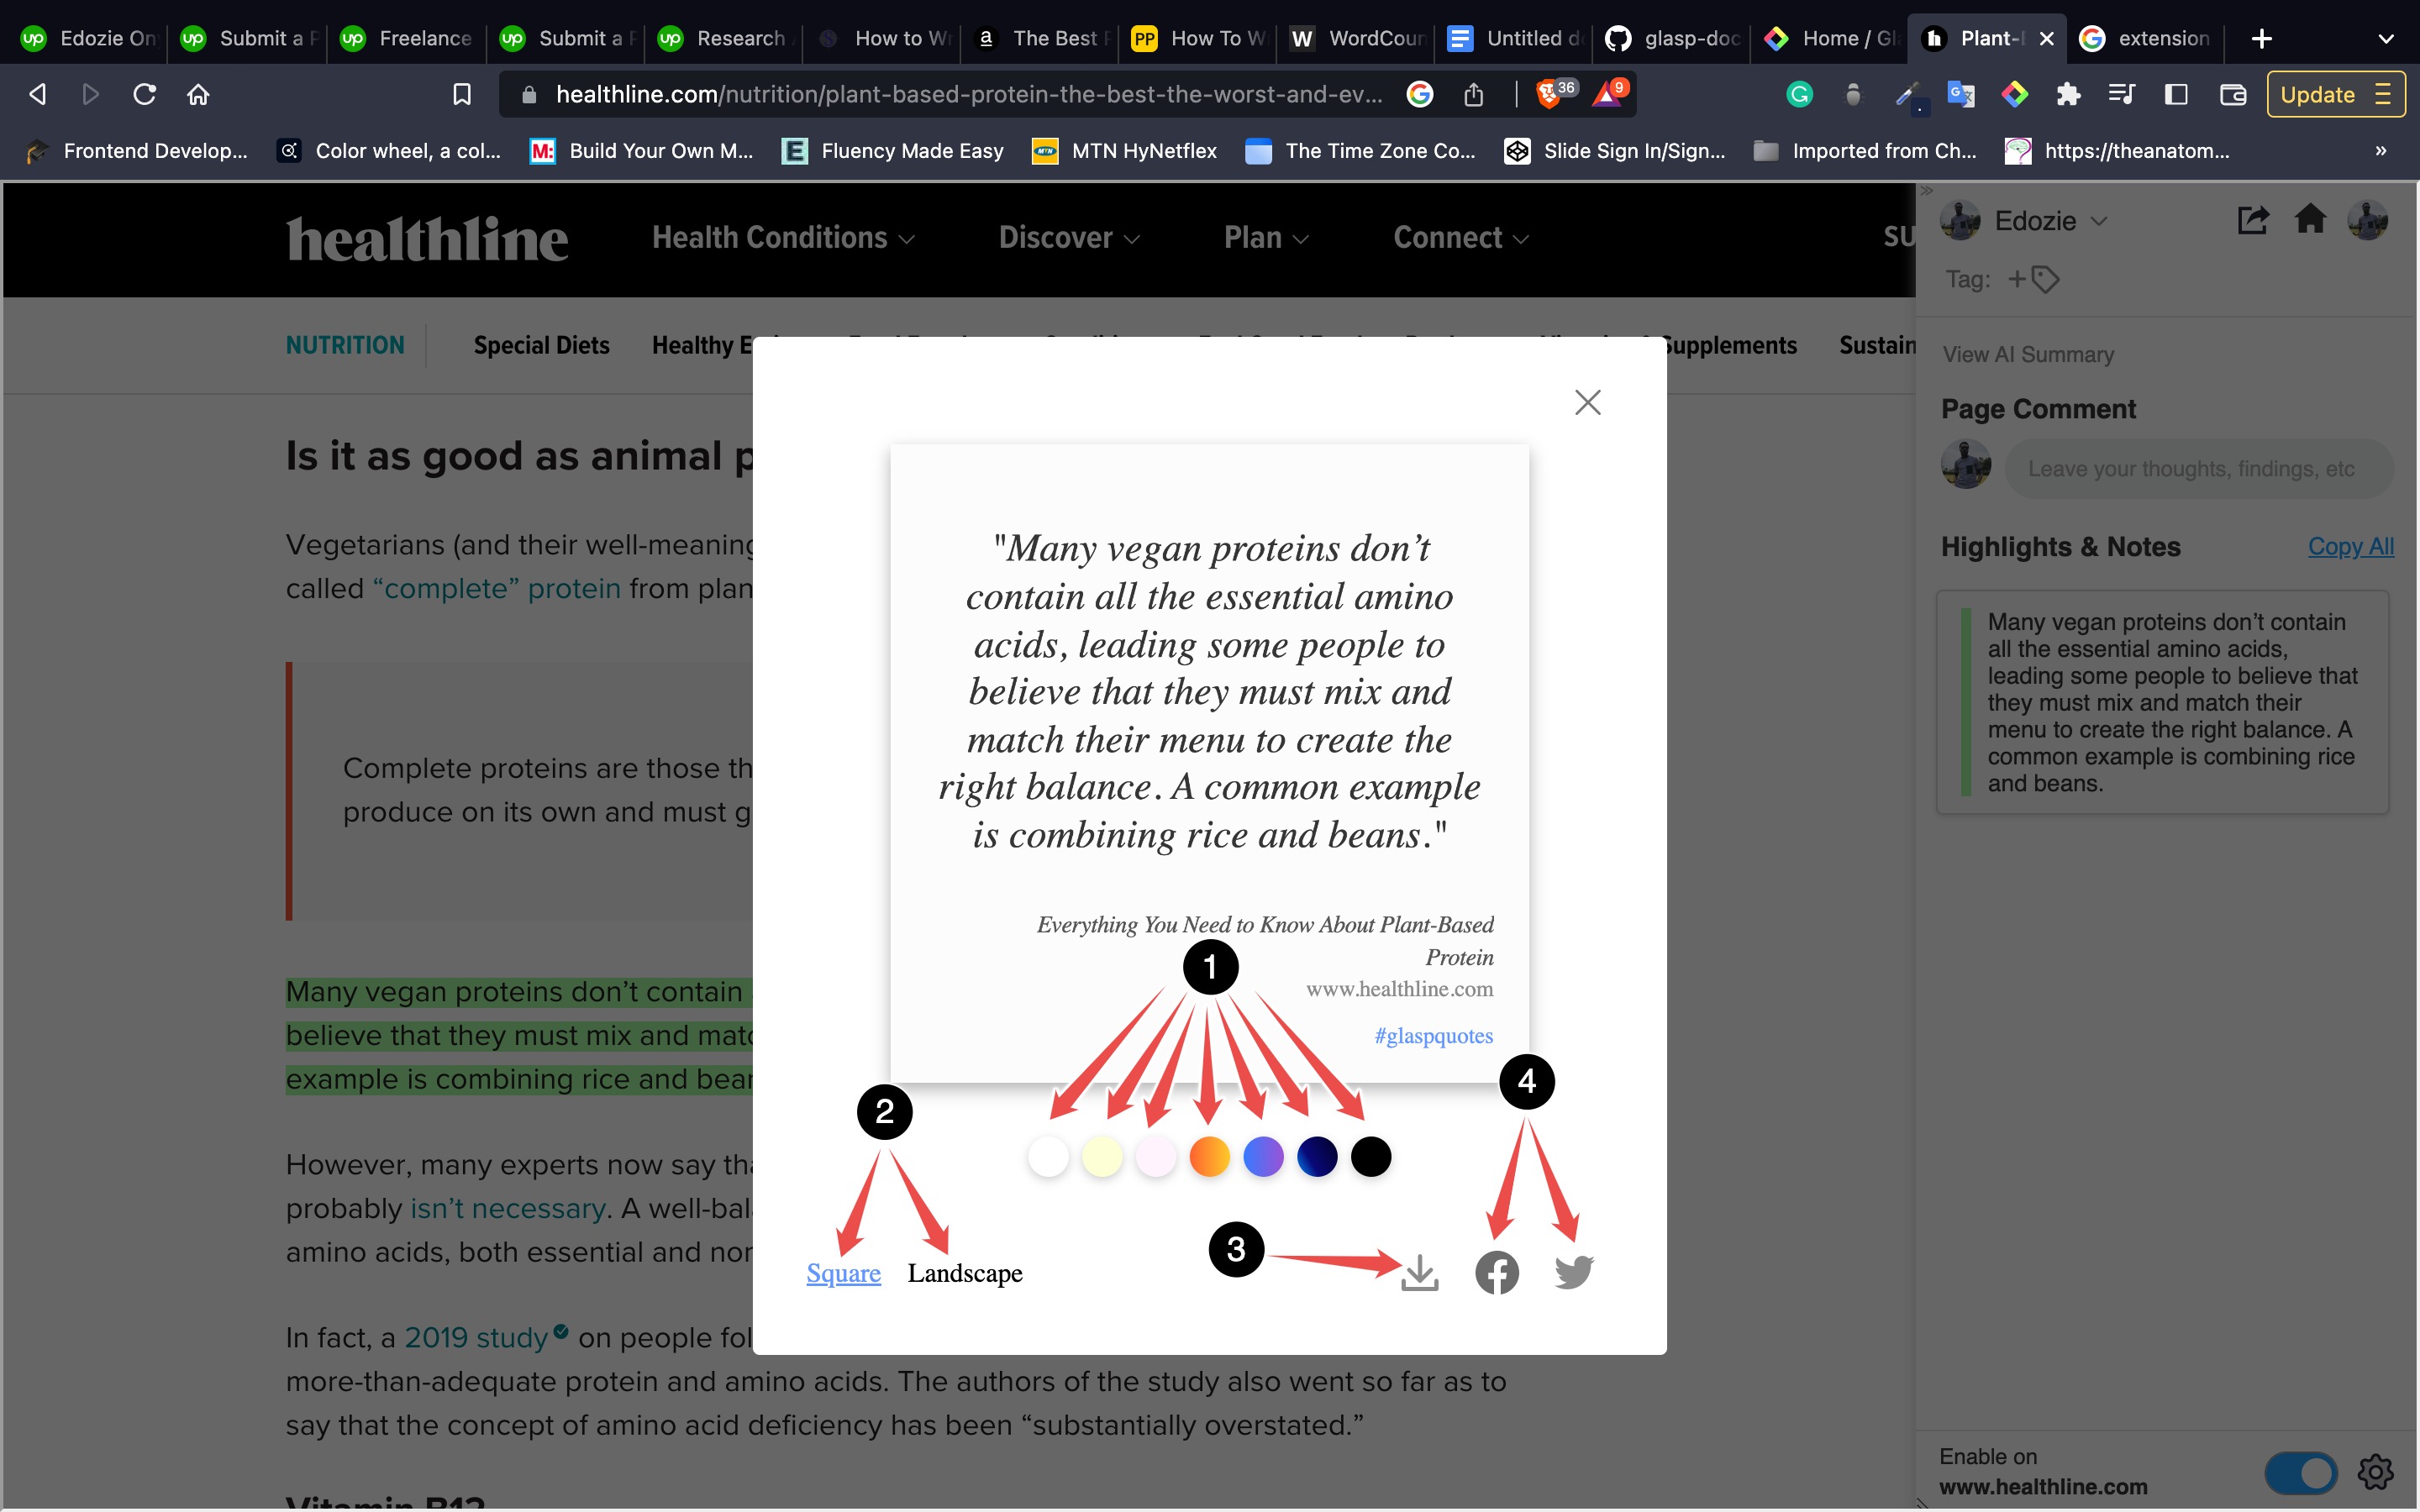 Edozie On
Submit a P
Freelance
Submit a P
Research
How to Wr
The Best
How To W
WordCoun
Untitled d
glasp-doc
Home / Gl
Plant-
extension
healthline.com/nutrition/plant-based-protein-the-best-the-worst-and-ev...
36
9
Update
Frontend Develop...
Color wheel, a col...
Build Your Own M...
Fluency Made Easy
MTN HyNetflex
The Time Zone Co...
Slide Sign In/Sign...
Imported from Ch...
https://theanatom...
healthline
Health Conditions
Discover
Plan
Connect
SU
NUTRITION
Special Diets
Healthy E
Supplements
Sustain
Is it as good as animal p
Vegetarians (and their well-meaning
called “complete” protein from plan
Complete proteins are those th
produce on its own and must g
Many vegan proteins don’t contain
believe that they must mix and matc
example is combining rice and bear
However, many experts now say tha
probably isn’t necessary. A well-bal
amino acids, both essential and non
In fact, a 2019 study on people fol
more-than-adequate protein and amino acids. The authors of the study also went so far as to
say that the concept of amino acid deficiency has been “substantially overstated.”
Vitamin B12
"Many vegan proteins don’t
contain all the essential amino
acids, leading some people to
believe that they must mix and
match their menu to create the
right balance. A common example
is combining rice and beans."
Everything You Need to Know About Plant-Based
Protein
www.healthline.com
#glaspquotes
1
2
3
4
Square
Landscape
Edozie
Tag: +
View AI Summary
Page Comment
Leave your thoughts, findings, etc
Highlights & Notes
Copy All
Many vegan proteins don’t contain
all the essential amino acids,
leading some people to believe that
they must mix and match their
menu to create the right balance. A
common example is combining rice
and beans.
Enable on
www.healthline.com